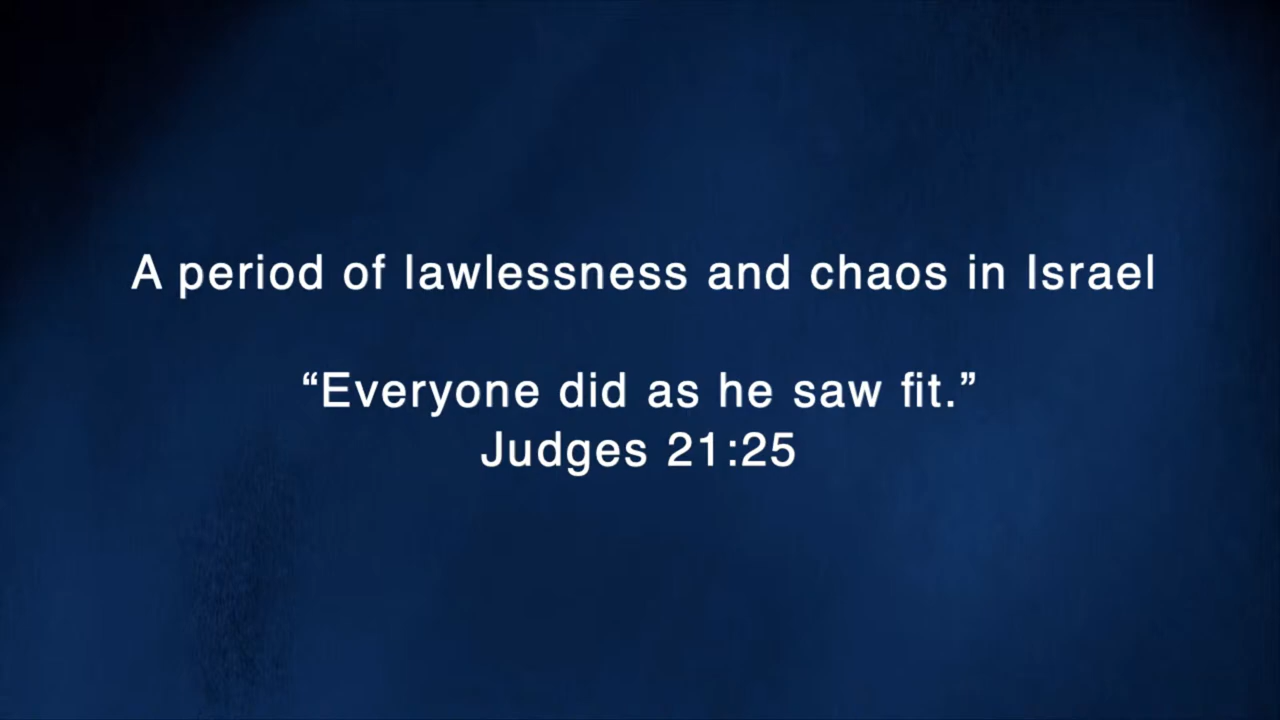 A period of lawlessness and chaos in Israel
“Everyone did as he saw fit.”
Judges 21:25